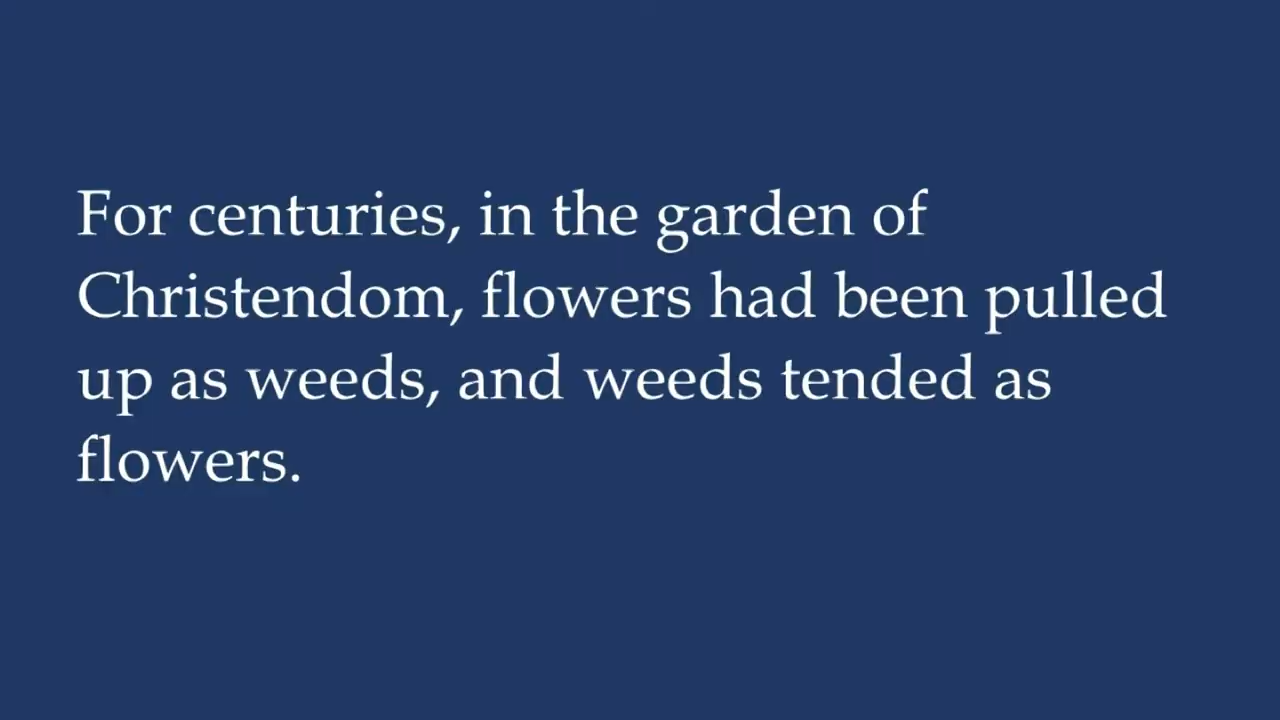 For centuries, in the garden of
Christendom, flowers had been pulled
up as weeds, and weeds tended as
flowers.